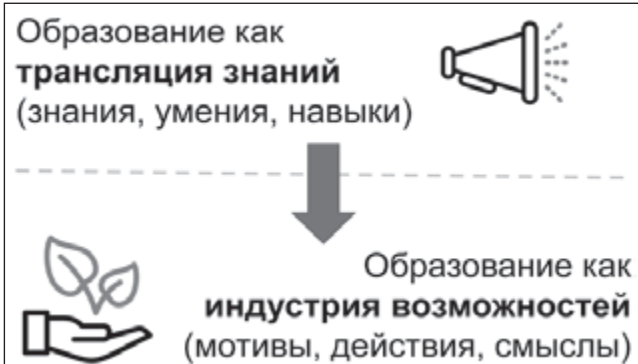 Образование как
трансляция знаний
(знания, умения, навыки)
Образование как
индустрия возможностей
(мотивы, действия, смыслы)